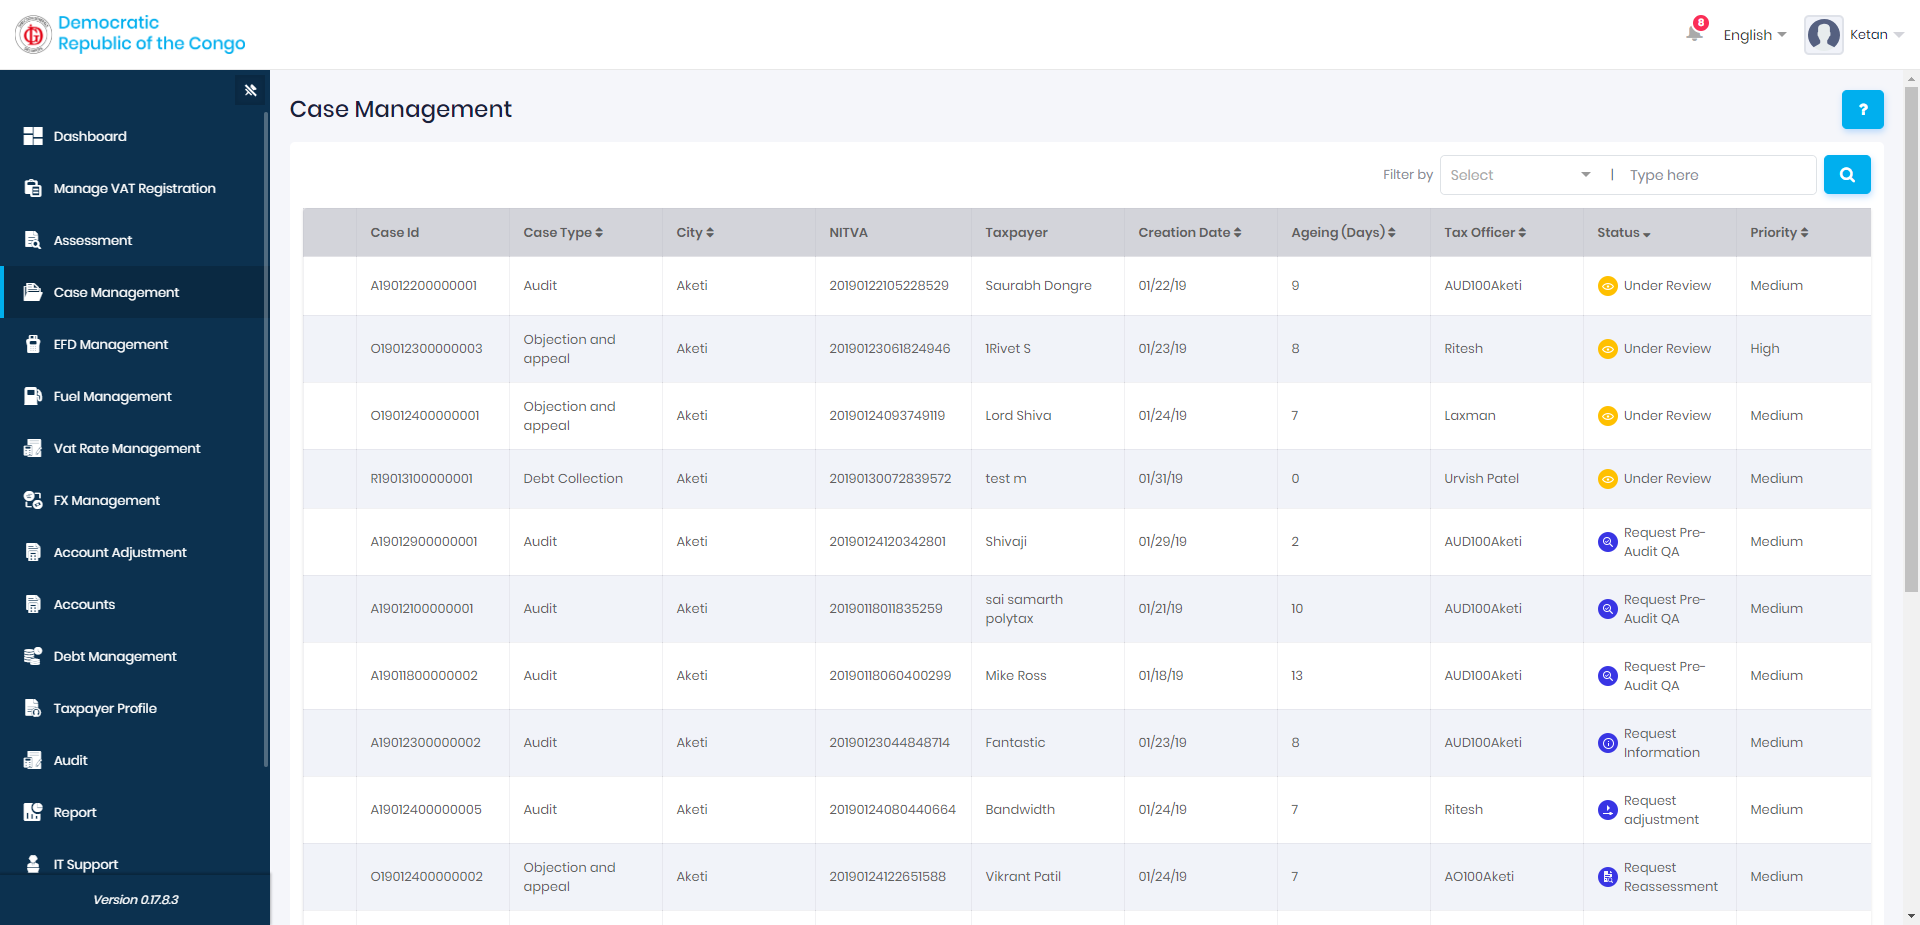 Democratic
Republic of the Congo
8
English
Ketan
Dashboard
Manage VAT Registration
Assessment
Case Management
EFD Management
Fuel Management
Vat Rate Management
FX Management
Account Adjustment
Accounts
Debt Management
Taxpayer Profile
Audit
Report
IT Support
Version 0.17.8.3
Case Management
?
Filter by Select | Type here
Case Id Case Type City NITVA Taxpayer Creation Date Ageing (Days) Tax Officer Status Priority
A19012200000001 Audit Aketi 20190122105228529 Saurabh Dongre 01/22/19 9 AUD100Aketi Under Review Medium
O19012300000003 Objection and appeal Aketi 20190123061824946 1Rivet S 01/23/19 8 Ritesh Under Review High
O19012400000001 Objection and appeal Aketi 20190124093749119 Lord Shiva 01/24/19 7 Laxman Under Review Medium
R19013100000001 Debt Collection Aketi 20190130072839572 test m 01/31/19 0 Urvish Patel Under Review Medium
A19012900000001 Audit Aketi 20190124120342801 Shivaji 01/29/19 2 AUD100Aketi Request Pre-Audit QA Medium
A19012100000001 Audit Aketi 20190118011835259 sai samarth polytax 01/21/19 10 AUD100Aketi Request Pre-Audit QA Medium
A19011800000002 Audit Aketi 20190118060400299 Mike Ross 01/18/19 13 AUD100Aketi Request Pre-Audit QA Medium
A19012300000002 Audit Aketi 20190123044848714 Fantastic 01/23/19 8 AUD100Aketi Request Information Medium
A19012400000005 Audit Aketi 20190124080440664 Bandwidth 01/24/19 7 Ritesh Request adjustment Medium
O19012400000002 Objection and appeal Aketi 20190124122651588 Vikrant Patil 01/24/19 7 AO100Aketi Request Reassessment Medium